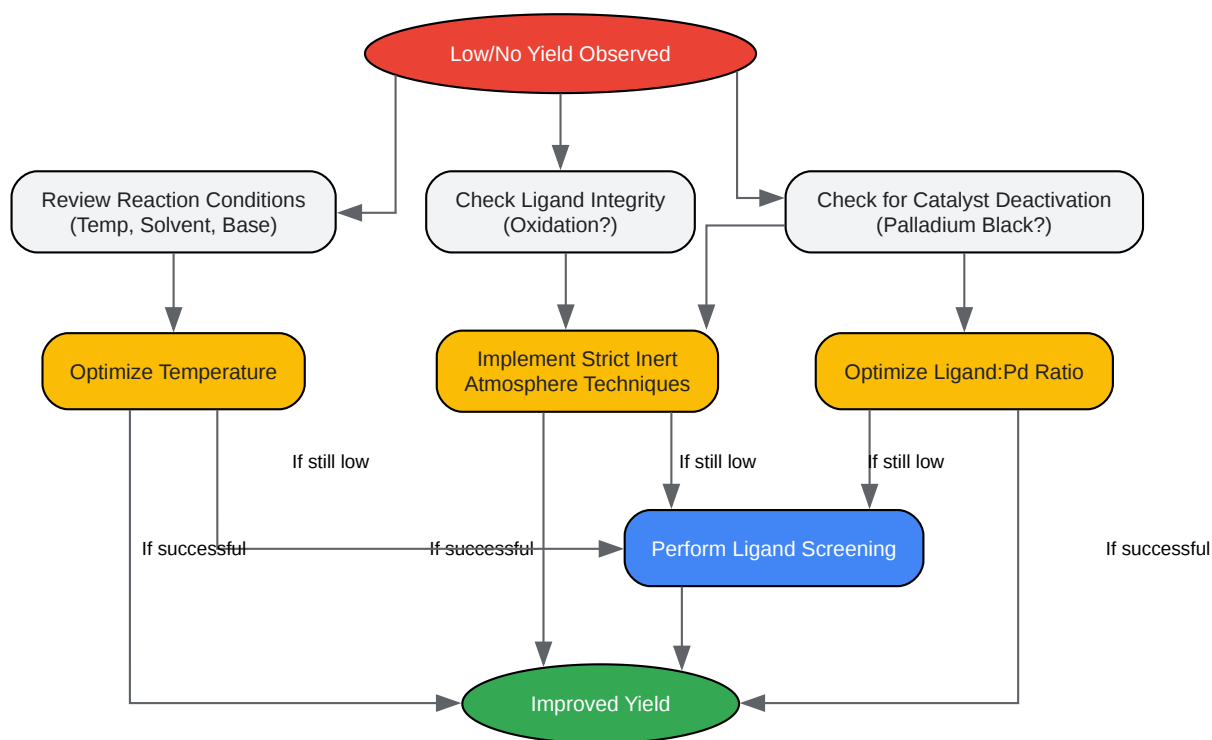 Low/No Yield Observed
Review Reaction Conditions
(Temp, Solvent, Base)
Check Ligand Integrity
(Oxidation?)
Check for Catalyst Deactivation
(Palladium Black?)
Optimize Temperature
Implement Strict Inert
Atmosphere Techniques
Optimize Ligand:Pd Ratio
If still low
If still low
If still low
If successful
If successful
Perform Ligand Screening
If successful
Improved Yield